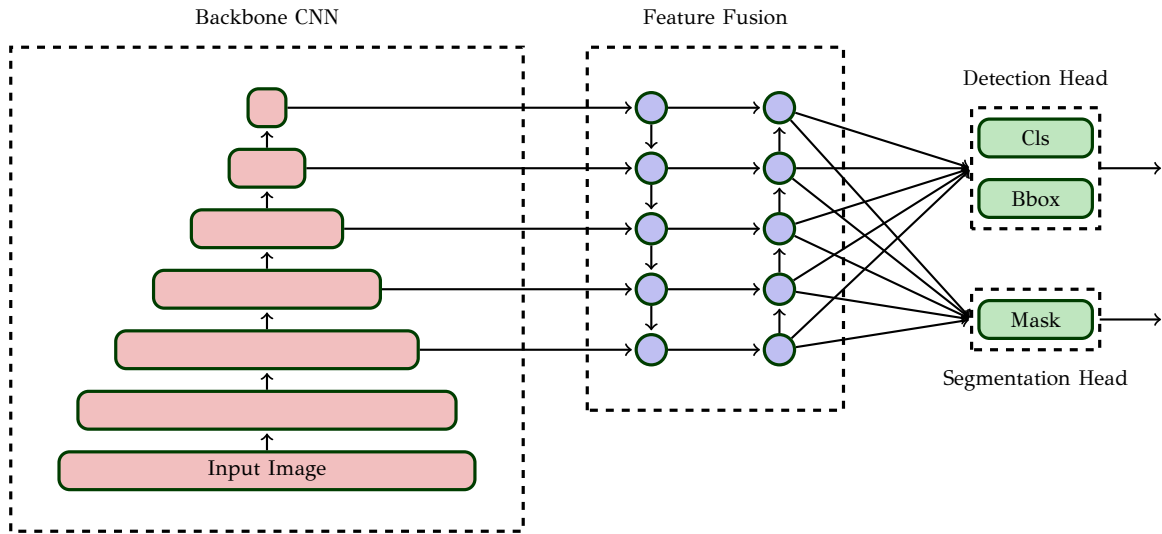 Backbone CNN
Feature Fusion
Detection Head
Cls
Bbox
Mask
Segmentation Head
Input Image